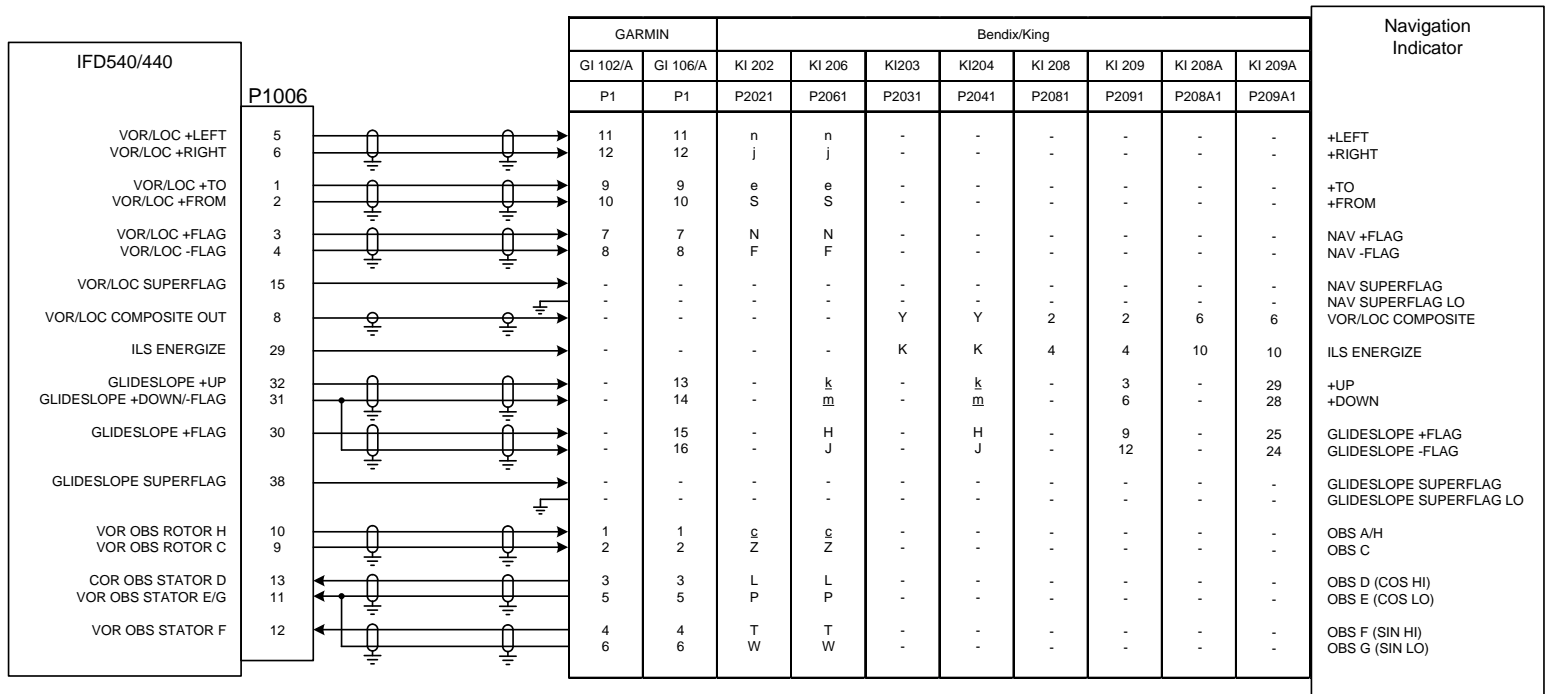 GARMIN Bendix/King Navigation Indicator
IFD540/440 GI 102/A GI 106/A KI 202 KI 206 KI203 KI204 KI 208 KI 209 KI 208A KI 209A
P1006 P1 P1 P2021 P2061 P2031 P2041 P2081 P2091 P208A1 P209A1
VOR/LOC +LEFT 5 11 11 n n - - - - - - +LEFT
VOR/LOC +RIGHT 6 12 12 j j - - - - - - +RIGHT
VOR/LOC +TO 1 9 9 e e - - - - - - +TO
VOR/LOC +FROM 2 10 10 S S - - - - - - +FROM
VOR/LOC +FLAG 3 7 7 N N - - - - - - NAV +FLAG
VOR/LOC -FLAG 4 8 8 F F - - - - - - NAV -FLAG
VOR/LOC SUPERFLAG 15 - - - - - - - - - - NAV SUPERFLAG
- - - - - - - - - - NAV SUPERFLAG LO
VOR/LOC COMPOSITE OUT 8 - - - - Y Y 2 2 6 6 VOR/LOC COMPOSITE
ILS ENERGIZE 29 - - - - K K 4 4 10 10 ILS ENERGIZE
GLIDESLOPE +UP 32 - 13 - k - k - 3 - 29 +UP
GLIDESLOPE +DOWN/-FLAG 31 - 14 - m - m - 6 - 28 +DOWN
GLIDESLOPE +FLAG 30 - 15 - H - H - 9 - 25 GLIDESLOPE +FLAG
- 16 - J - J - 12 - 24 GLIDESLOPE -FLAG
GLIDESLOPE SUPERFLAG 38 - - - - - - - - - - GLIDESLOPE SUPERFLAG
- - - - - - - - - - GLIDESLOPE SUPERFLAG LO
VOR OBS ROTOR H 10 1 1 c c - - - - - - OBS A/H
VOR OBS ROTOR C 9 2 2 Z Z - - - - - - OBS C
COR OBS STATOR D 13 3 3 L L - - - - - - OBS D (COS HI)
VOR OBS STATOR E/G 11 5 5 P P - - - - - - OBS E (COS LO)
VOR OBS STATOR F 12 4 4 T T - - - - - - OBS F (SIN HI)
6 6 W W - - - - - - OBS G (SIN LO)